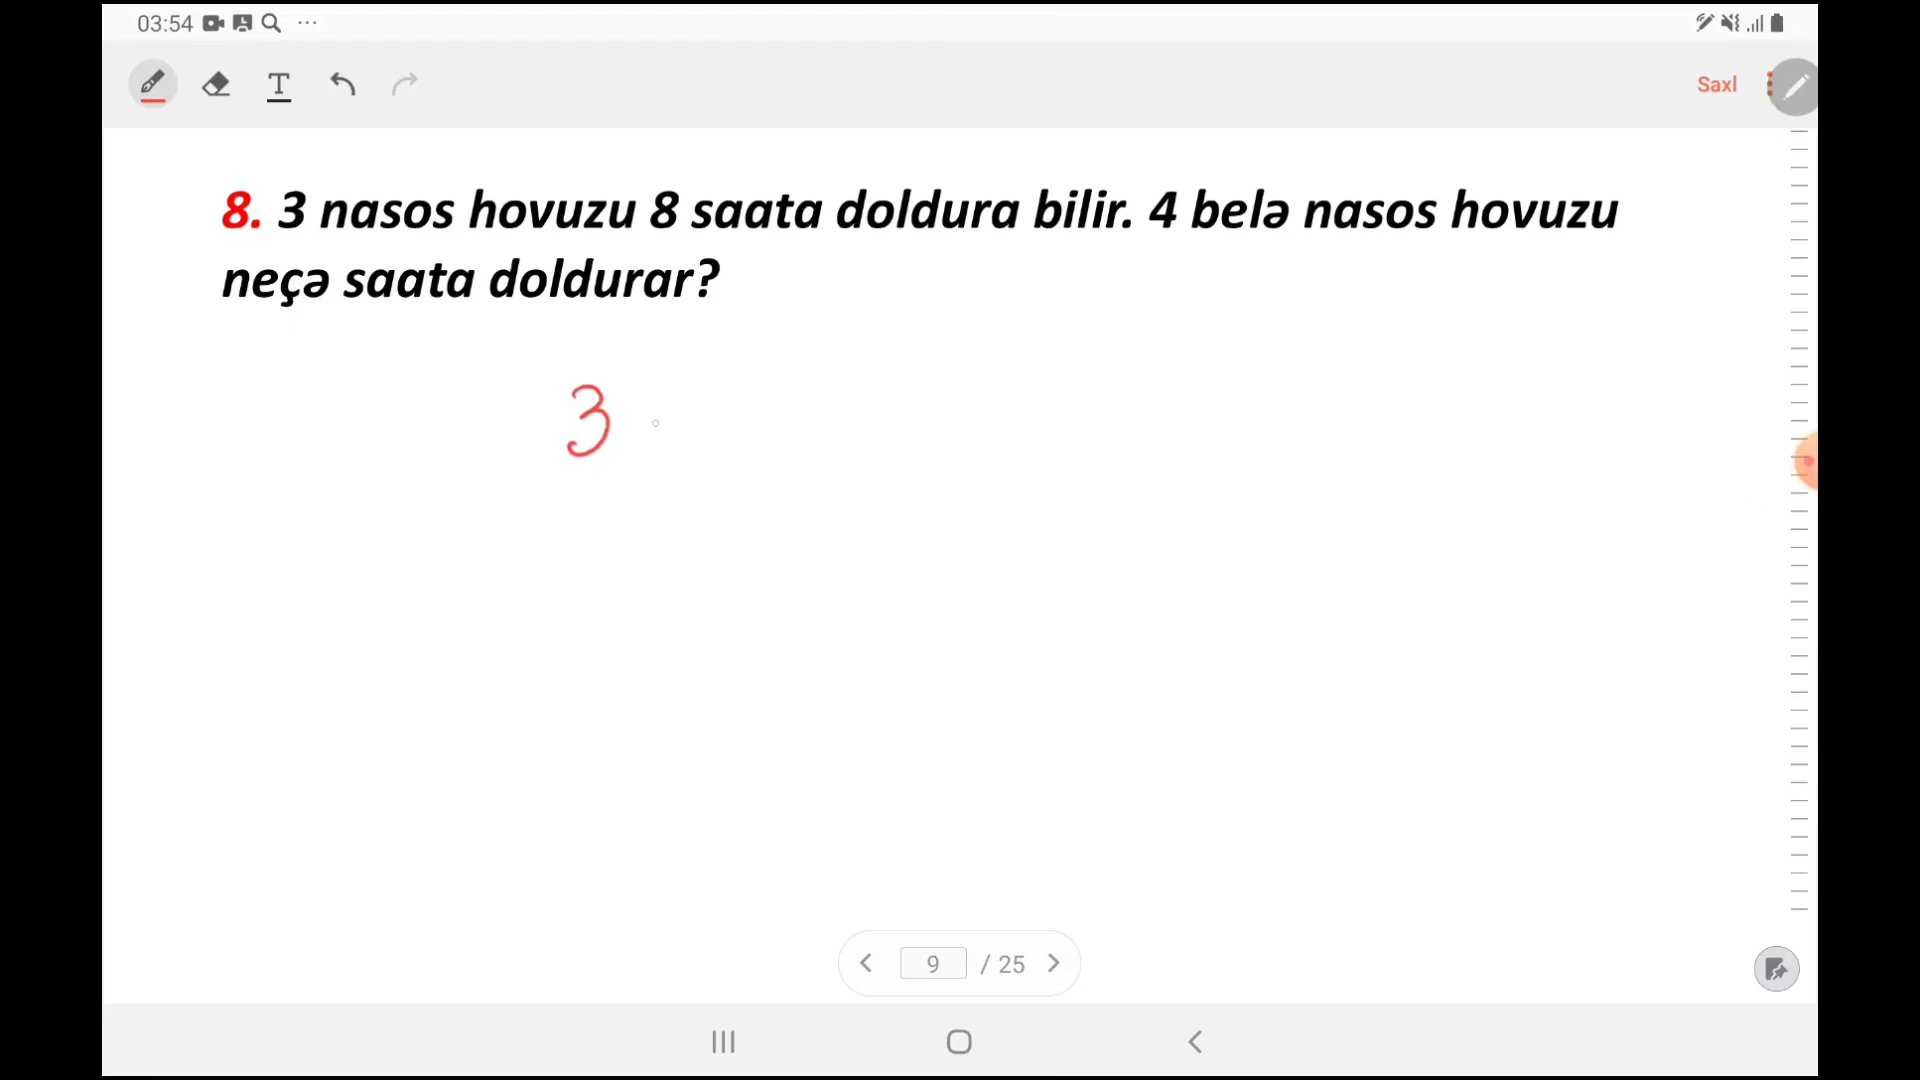 03:54
Saxl
8. 3 nasos hovuzu 8 saata doldura bilir. 4 belə nasos hovuzu
neçə saata doldurar?
3
9 / 25